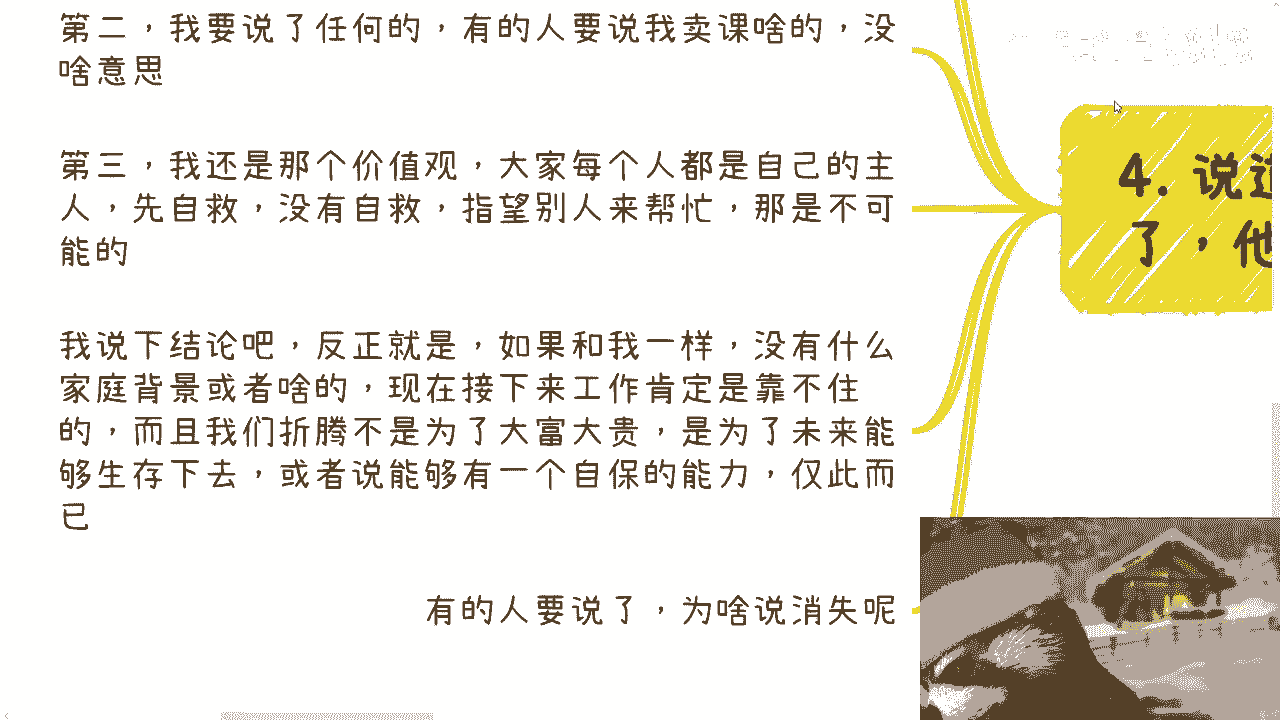 第二，我要说了任何的，有的人要说我卖课啥的，没
啥意思
第三，我还是那个价值观，大家每个人都是自己的主
人，先自救，没有自救，指望别人来帮忙，那是不可
能的
我说下结论吧，反正就是，如果和我一样，没有什么
家庭背景或者啥的，现在接下来工作肯定是靠不住
的，而且我们折腾不是为了大富大贵，是为了未来能
够生存下去，或者说能够有一个自保的能力，仅此而
已
有的人要说了，为啥说消失呢
4. 说
了，他